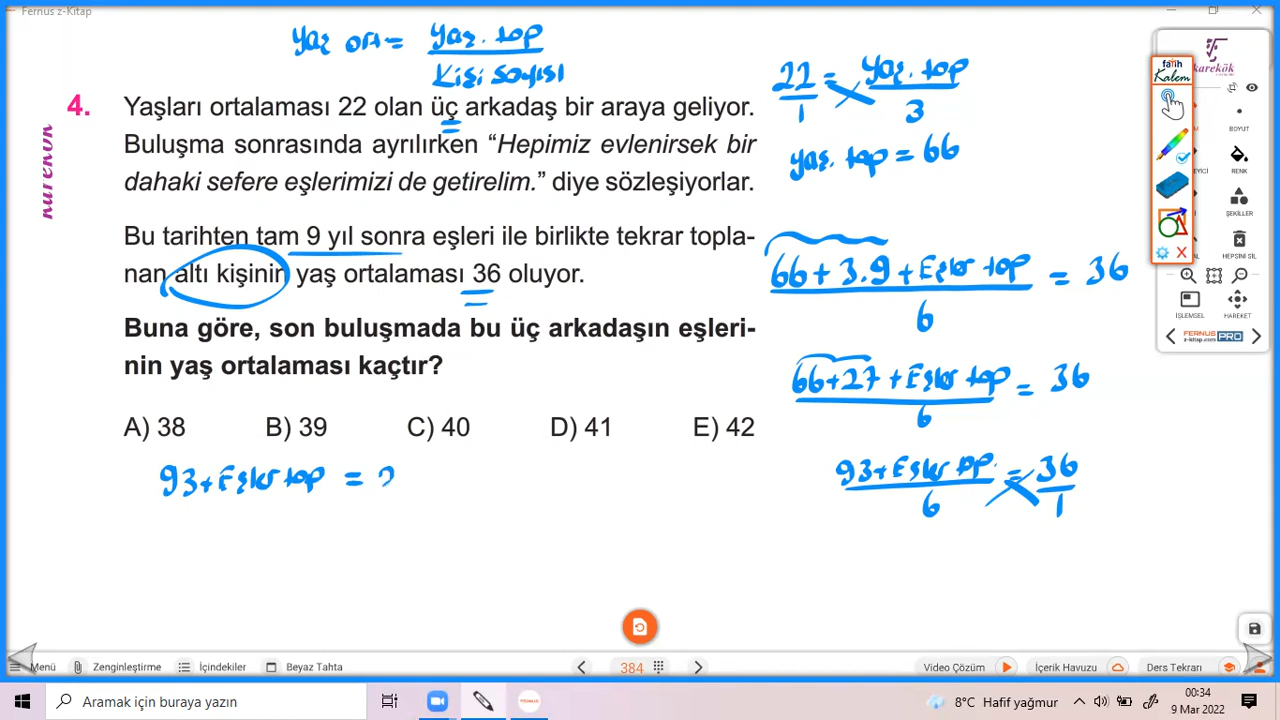 Fernus z-Kitap
Yaş ort = Yaş. top
Kişi sayısı
4. Yaşları ortalaması 22 olan üç arkadaş bir araya geliyor.
Buluşma sonrasında ayrılırken “Hepimiz evlenirsek bir
dahaki sefere eşlerimizi de getirelim.” diye sözleşiyorlar.
Bu tarihten tam 9 yıl sonra eşleri ile birlikte tekrar topla-
nan altı kişinin yaş ortalaması 36 oluyor.
Buna göre, son buluşmada bu üç arkadaşın eşleri-
nin yaş ortalaması kaçtır?
A) 38 B) 39 C) 40 D) 41 E) 42
93+Eşler top =
karekök
22 = yaş. top
1 3
yaş. top = 66
66 + 3.9 + Eşler top = 36
6
66+27 + Eşler top = 36
6
93+ Eşler top. = 36
6 1
karekök
fatih
Kalem
BOYUT
RENK
ŞEKİLLER
HEPSİNİ SİL
İŞLEMSEL
HAREKET
FERNUS PRO
z-kitap.com
Menü
Zenginleştirme
İçindekiler
Beyaz Tahta
384
Video Çözüm
İçerik Havuzu
Ders Tekrarı
Aramak için buraya yazın
FERNUS
8°C Hafif yağmur
00:34
9 Mar 2022